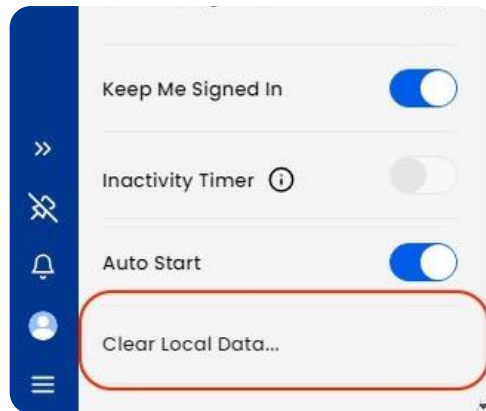 Keep Me Signed In
Inactivity Timer
Auto Start
Clear Local Data...